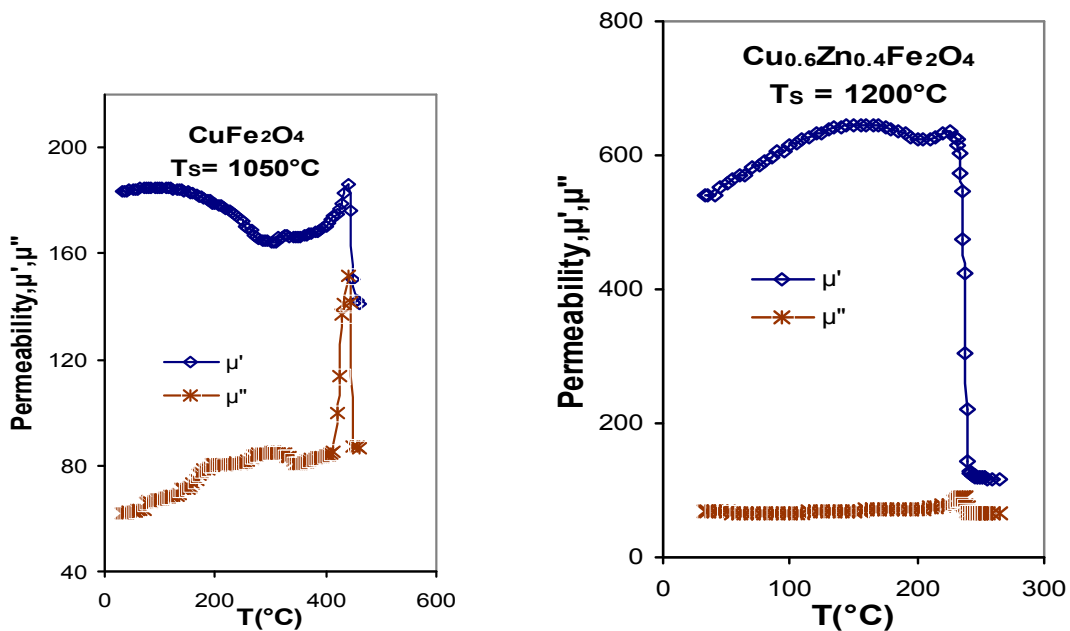 CuFe₂O₄
Tₛ= 1050°C
Permeability,µ',µ"
200
160
120
80
40
µ'
µ"
0
200
400
600
T(°C)
Cu₀.₆Zn₀.₄Fe₂O₄
Tₛ = 1200°C
Permeability,µ',µ"
800
600
400
200
0
µ'
µ"
0
100
200
300
T(°C)